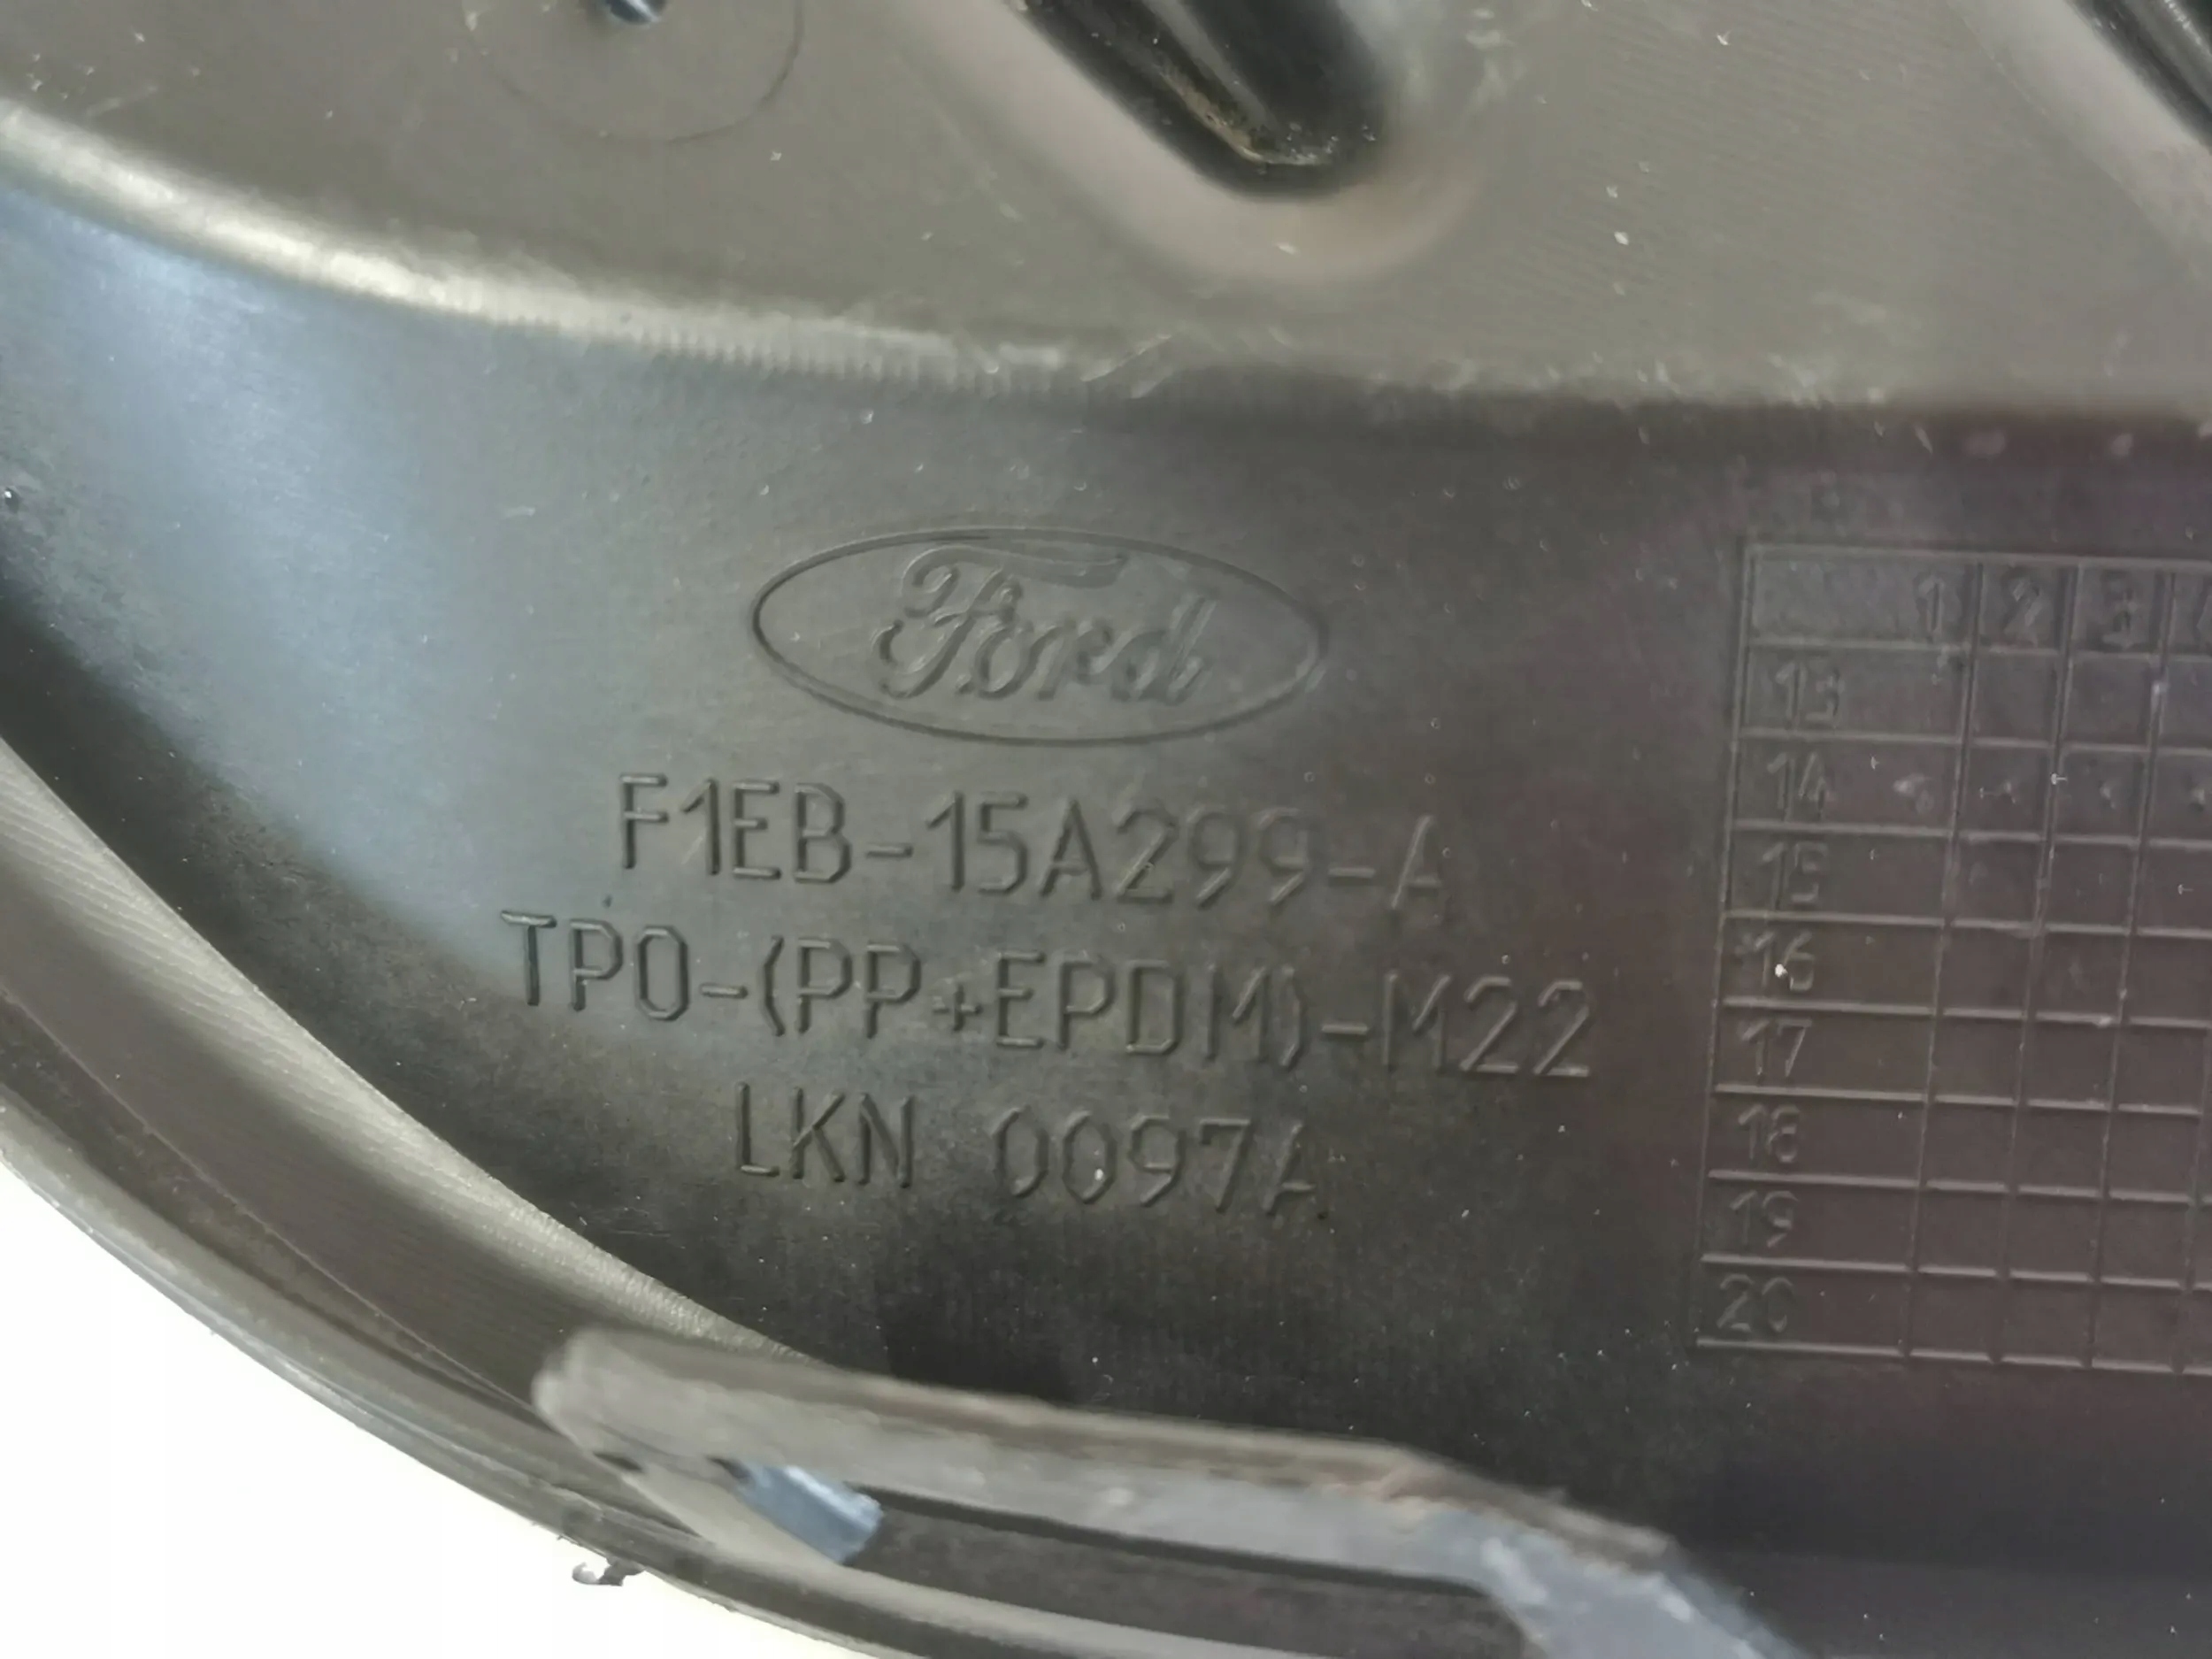 Ford
F1EB-15A299-A
TPO-(PP+EPDM)-M22
LKN 0097A
1 2 3
13
14
15
16
17
18
19
20